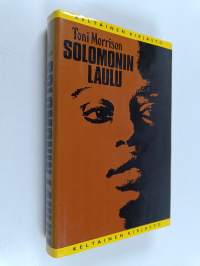 KELTAINEN KIRJASTO
Toni Morrison
SOLOMONIN
LAULU
KELTAINEN KIRJASTO